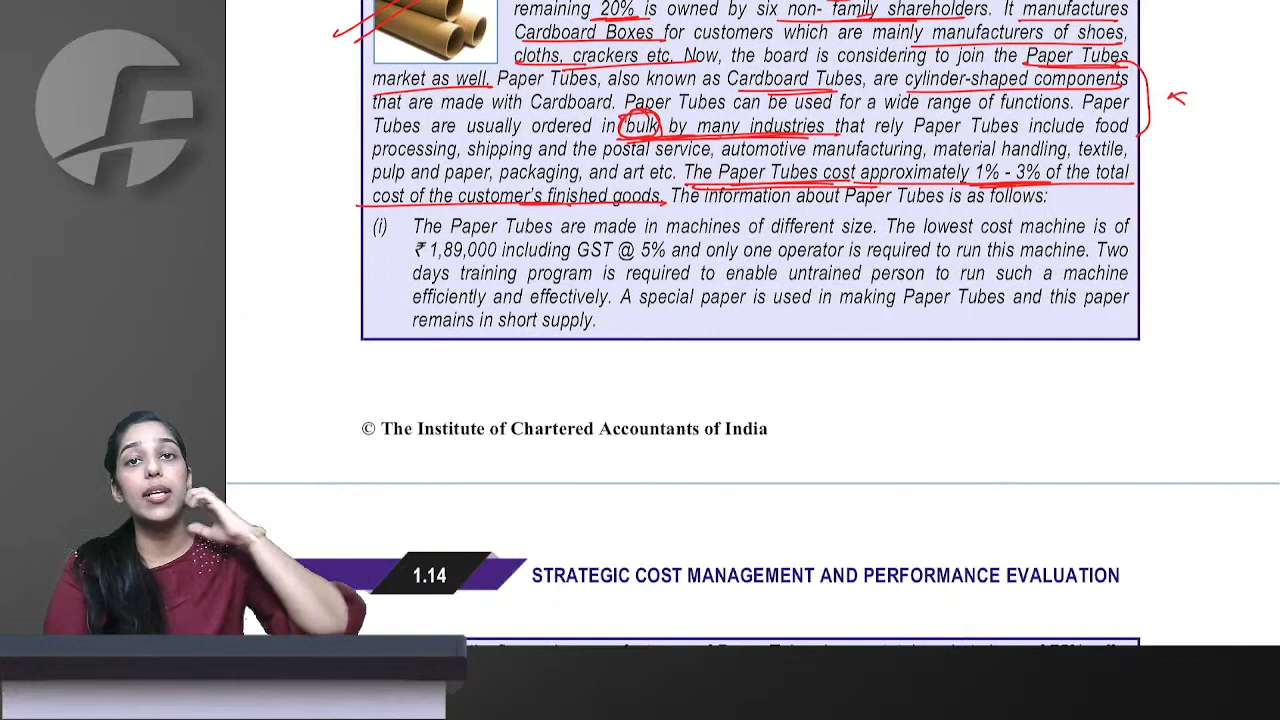 remaining 20% is owned by six non- family shareholders. It manufactures
Cardboard Boxes for customers which are mainly manufacturers of shoes,
cloths, crackers etc. Now, the board is considering to join the Paper Tubes
market as well. Paper Tubes, also known as Cardboard Tubes, are cylinder-shaped components
that are made with Cardboard. Paper Tubes can be used for a wide range of functions. Paper
Tubes are usually ordered in bulk by many industries that rely Paper Tubes include food
processing, shipping and the postal service, automotive manufacturing, material handling, textile,
pulp and paper, packaging, and art etc. The Paper Tubes cost approximately 1% - 3% of the total
cost of the customer's finished goods. The information about Paper Tubes is as follows:
(i) The Paper Tubes are made in machines of different size. The lowest cost machine is of
₹ 1,89,000 including GST @ 5% and only one operator is required to run this machine. Two
days training program is required to enable untrained person to run such a machine
efficiently and effectively. A special paper is used in making Paper Tubes and this paper
remains in short supply.
© The Institute of Chartered Accountants of India
1.14 STRATEGIC COST MANAGEMENT AND PERFORMANCE EVALUATION